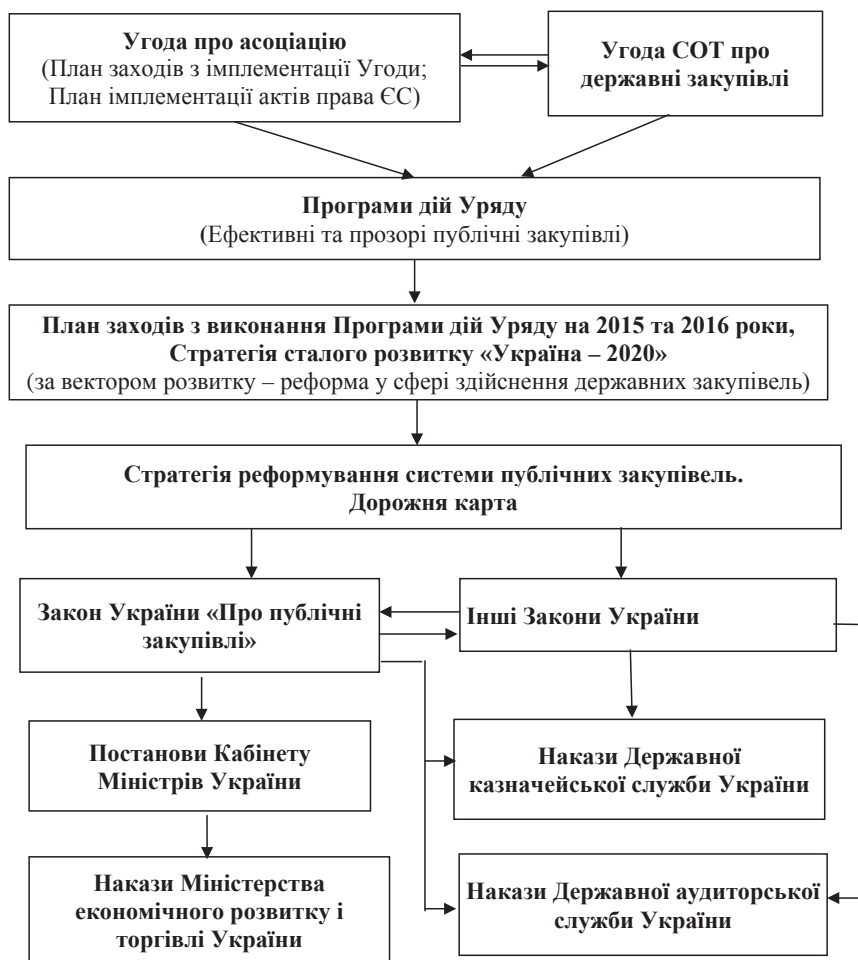 Угода про асоціацію
(План заходів з імплементації Угоди;
План імплементації актів права ЄС)
Угода СОТ про
державні закупівлі
Програми дій Уряду
(Ефективні та прозорі публічні закупівлі)
План заходів з виконання Програми дій Уряду на 2015 та 2016 роки,
Стратегія сталого розвитку «Україна – 2020»
(за вектором розвитку – реформа у сфері здійснення державних закупівель)
Стратегія реформування системи публічних закупівель.
Дорожня карта
Закон України «Про публічні
закупівлі»
Інші Закони України
Постанови Кабінету
Міністрів України
Накази Державної
казначейської служби України
Накази Міністерства
економічного розвитку і
торгівлі України
Накази Державної аудиторської
служби України